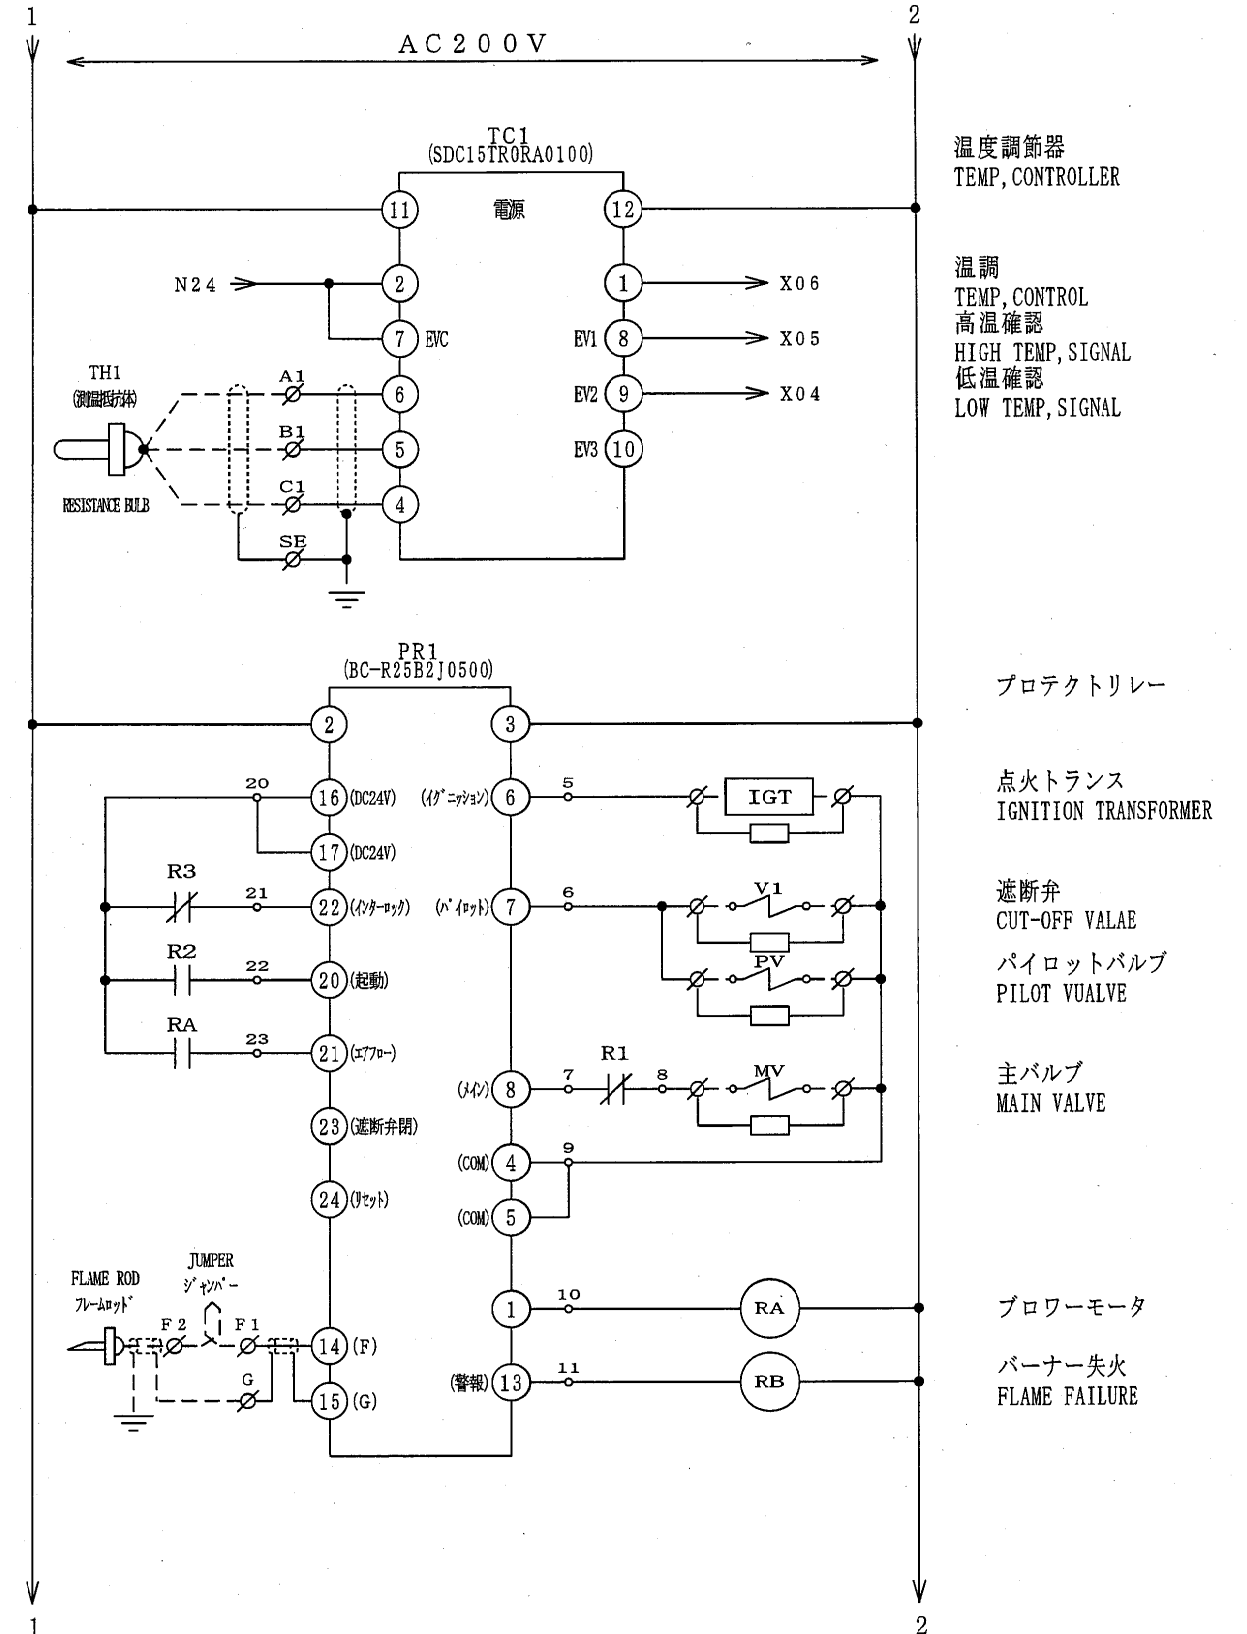 1
2
AC200V
TC1
(SDC15TR0RA0100)
温度調節器
TEMP,CONTROLLER
11
電源
12
N24
2
1
X06
温調
TEMP,CONTROL
7
EVC
EV1
8
X05
高温確認
HIGH TEMP,SIGNAL
TH1
(測温抵抗体)
A1
6
EV2
9
X04
低温確認
LOW TEMP,SIGNAL
B1
5
EV3
10
RESISTANCE BULB
C1
4
SE
PR1
(BC-R25B2J0500)
プロテクトリレー
2
3
20
16
(DC24V)
(イグニッション)
6
5
IGT
点火トランス
IGNITION TRANSFORMER
17
(DC24V)
R3
21
22
(インターロック)
(パイロット)
7
6
V1
遮断弁
CUT-OFF VALAE
R2
22
20
(起動)
PV
パイロットバルブ
PILOT VUALVE
RA
23
21
(エアフロー)
(メイン)
8
7
R1
8
MV
主バルブ
MAIN VALVE
23
(遮断弁閉)
(COM)
4
9
24
(リセット)
(COM)
5
JUMPER
ジャンパー
FLAME ROD
フレームロッド
F2
F1
14
(F)
1
10
RA
ブロワーモータ
G
15
(G)
(警報)
13
11
RB
バーナー失火
FLAME FAILURE
1
2